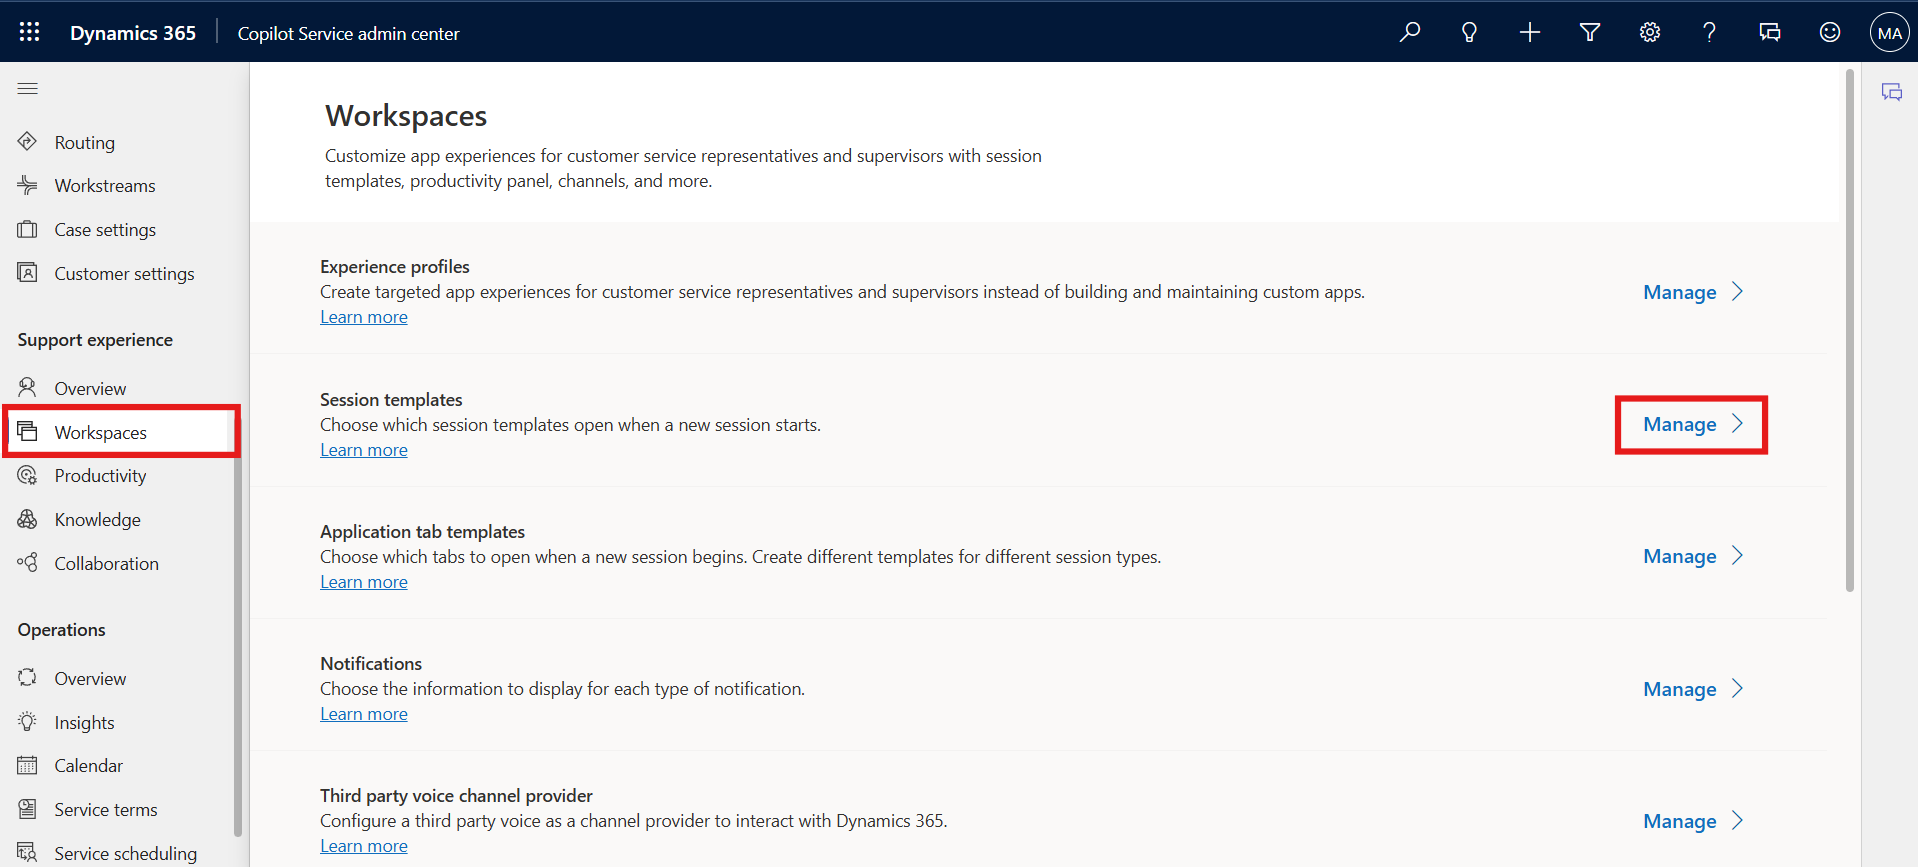 Dynamics 365
Copilot Service admin center
MA
Routing
Workstreams
Case settings
Customer settings
Support experience
Overview
Workspaces
Productivity
Knowledge
Collaboration
Operations
Overview
Insights
Calendar
Service terms
Service scheduling
Workspaces
Customize app experiences for customer service representatives and supervisors with session
templates, productivity panel, channels, and more.
Experience profiles
Create targeted app experiences for customer service representatives and supervisors instead of building and maintaining custom apps.
Learn more
Manage
Session templates
Choose which session templates open when a new session starts.
Learn more
Manage
Application tab templates
Choose which tabs to open when a new session begins. Create different templates for different session types.
Learn more
Manage
Notifications
Choose the information to display for each type of notification.
Learn more
Manage
Third party voice channel provider
Configure a third party voice as a channel provider to interact with Dynamics 365.
Learn more
Manage